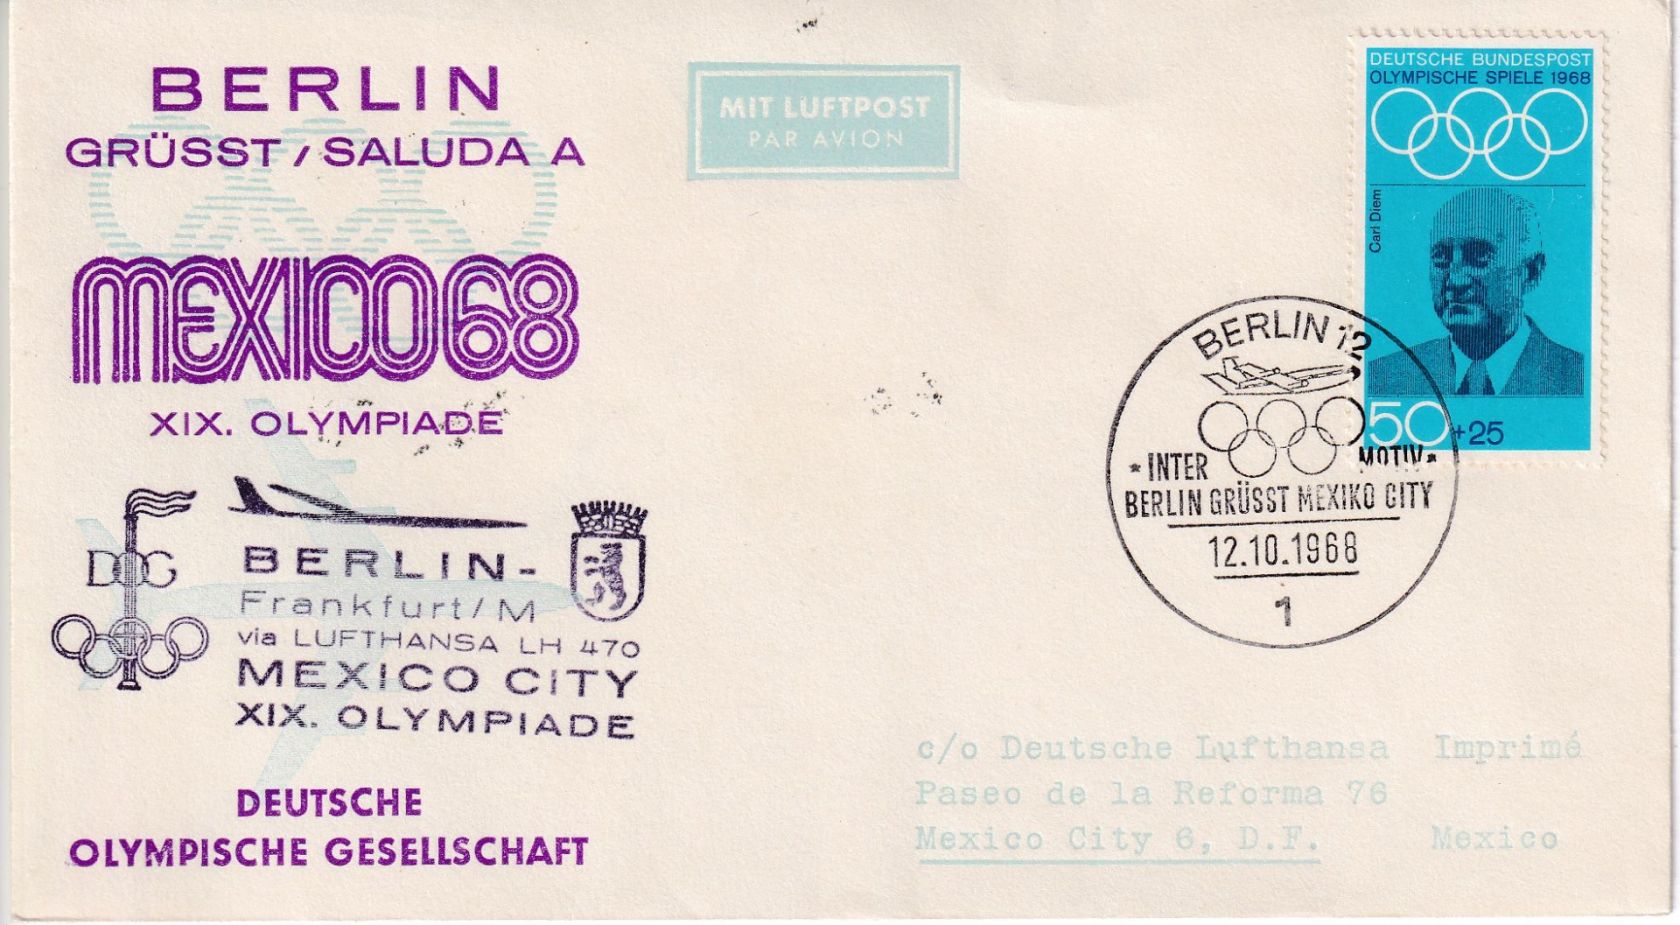 BERLIN
GRÜSST / SALUDA A
MEXICO68
XIX. OLYMPIADE
DOG
BERLIN-
Frankfurt/M
via LUFTHANSA LH 470
MEXICO CITY
XIX. OLYMPIADE
DEUTSCHE
OLYMPISCHE GESELLSCHAFT
MIT LUFTPOST
PAR AVION
DEUTSCHE BUNDESPOST
OLYMPISCHE SPIELE 1968
Carl Diem
50 +25
BERLIN 12
*INTER MOTIV*
BERLIN GRÜSST MEXIKO CITY
12.10.1968
1
c/o Deutsche Lufthansa Imprimé
Paseo de la Reforma 76
Mexico City 6, D.F. Mexico